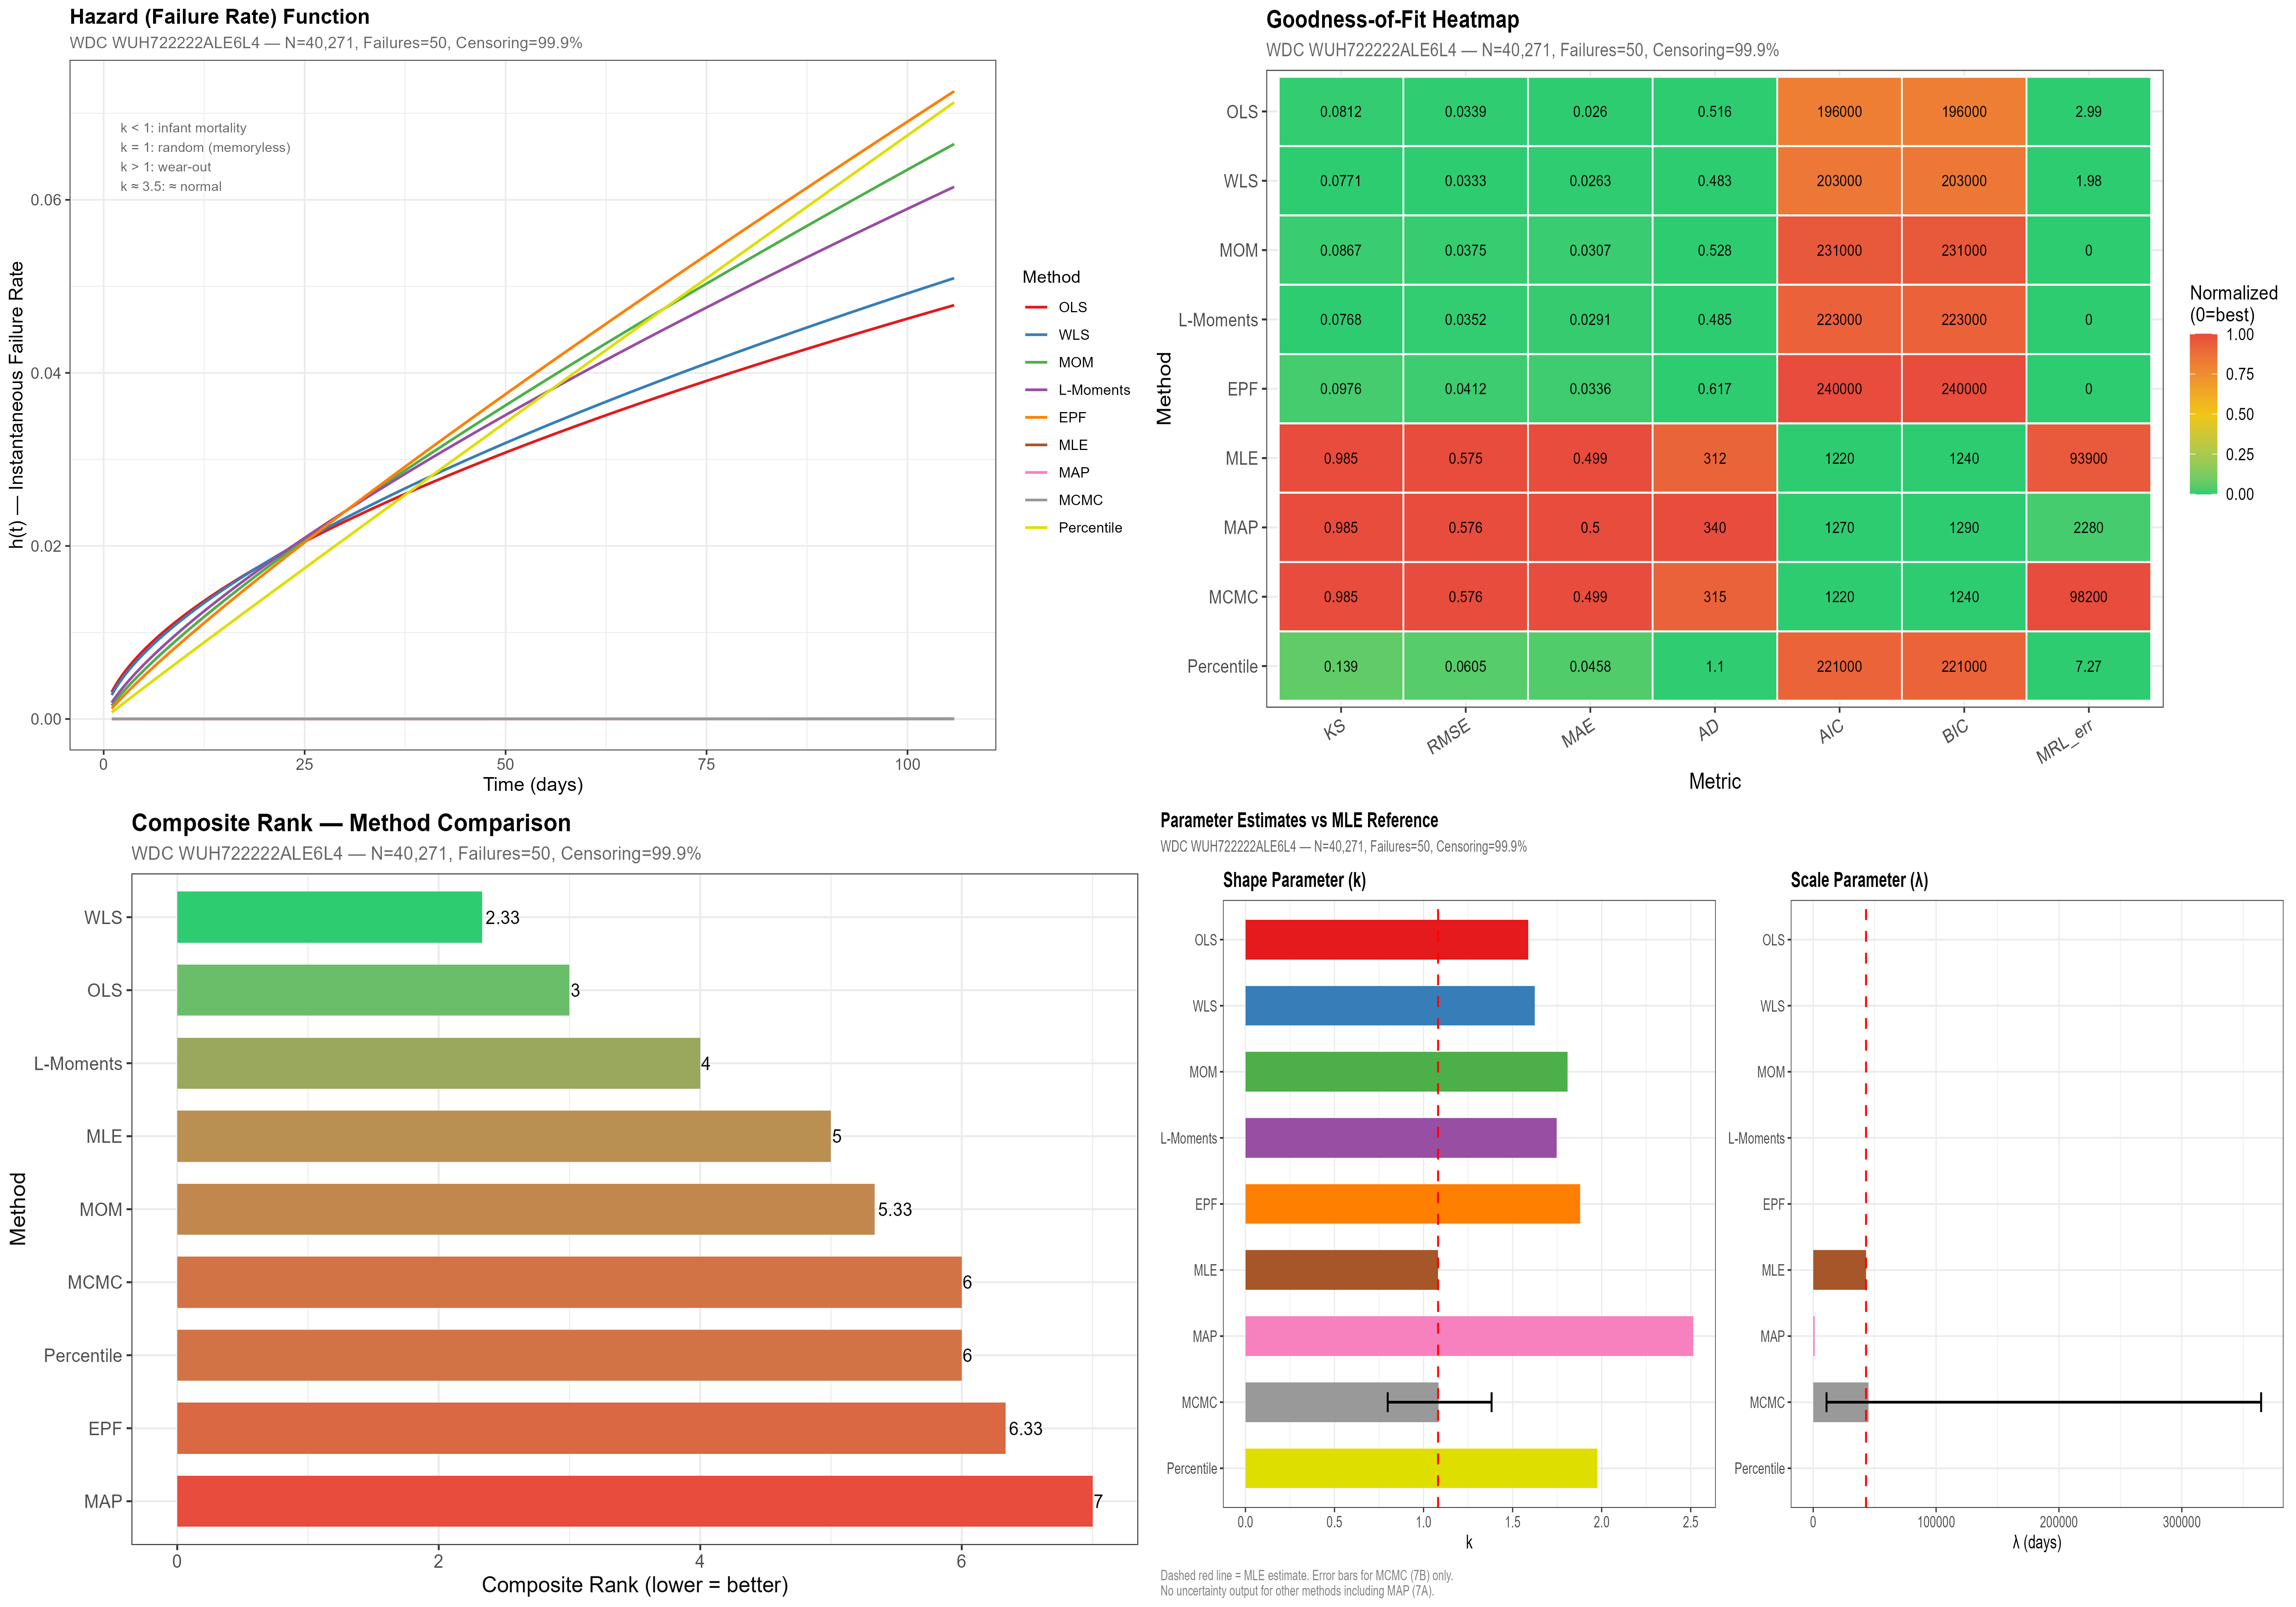 Hazard (Failure Rate) Function
WDC WUH722222ALE6L4 — N=40,271, Failures=50, Censoring=99.9%
k < 1: infant mortality
k = 1: random (memoryless)
k > 1: wear-out
k ≈ 3.5: ≈ normal
h(t) — Instantaneous Failure Rate
0.06
0.04
0.02
0.00
0 25 50 75 100
Time (days)
Method
OLS
WLS
MOM
L-Moments
EPF
MLE
MAP
MCMC
Percentile
Goodness-of-Fit Heatmap
WDC WUH722222ALE6L4 — N=40,271, Failures=50, Censoring=99.9%
Method
OLS 0.0812 0.0339 0.026 0.516 196000 196000 2.99
WLS 0.0771 0.0333 0.0263 0.483 203000 203000 1.98
MOM 0.0867 0.0375 0.0307 0.528 231000 231000 0
L-Moments 0.0768 0.0352 0.0291 0.485 223000 223000 0
EPF 0.0976 0.0412 0.0336 0.617 240000 240000 0
MLE 0.985 0.575 0.499 312 1220 1240 93900
MAP 0.985 0.576 0.5 340 1270 1290 2280
MCMC 0.985 0.576 0.499 315 1220 1240 98200
Percentile 0.139 0.0605 0.0458 1.1 221000 221000 7.27
KS RMSE MAE AD AIC BIC MRL_err
Metric
Normalized
(0=best)
1.00
0.75
0.50
0.25
0.00
Composite Rank — Method Comparison
WDC WUH722222ALE6L4 — N=40,271, Failures=50, Censoring=99.9%
Method
WLS 2.33
OLS 3
L-Moments 4
MLE 5
MOM 5.33
MCMC 6
Percentile 6
EPF 6.33
MAP 7
0 2 4 6
Composite Rank (lower = better)
Parameter Estimates vs MLE Reference
WDC WUH722222ALE6L4 — N=40,271, Failures=50, Censoring=99.9%
Shape Parameter (k)
OLS
WLS
MOM
L-Moments
EPF
MLE
MAP
MCMC
Percentile
0.0 0.5 1.0 1.5 2.0 2.5
k
Scale Parameter (λ)
OLS
WLS
MOM
L-Moments
EPF
MLE
MAP
MCMC
Percentile
0 100000 200000 300000
λ (days)
Dashed red line = MLE estimate. Error bars for MCMC (7B) only.
No uncertainty output for other methods including MAP (7A).